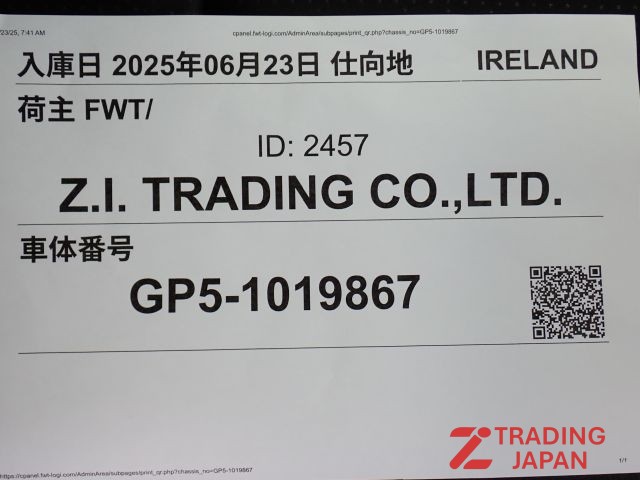 /23/25, 7:41 AM cpanel.fwt-logi.com/AdminArea/subpages/print_qr.php?chassis_no=GP5-1019867
入庫日 2025年06月23日 仕向地 IRELAND
荷主 FWT/
ID: 2457
Z.I. TRADING CO.,LTD.
車体番号
GP5-1019867
TRADING
JAPAN
https://cpanel.fwt-logi.com/AdminArea/subpages/print_qr.php?chassis_no=GP5-1019867 1/1